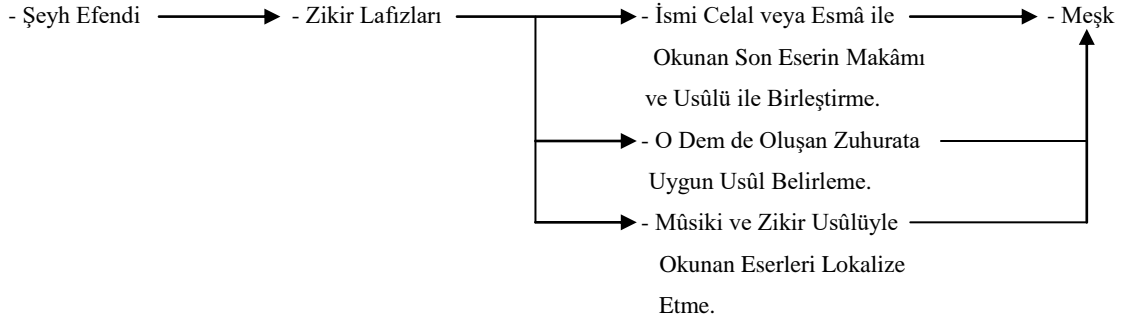 - Şeyh Efendi
- Zikir Lafızları
- İsmi Celal veya Esmâ ile
Okunan Son Eserin Makâmı
ve Usûlü ile Birleştirme.
- Meşk
- O Dem de Oluşan Zuhurata
Uygun Usûl Belirleme.
- Mûsiki ve Zikir Usûlüyle
Okunan Eserleri Lokalize
Etme.